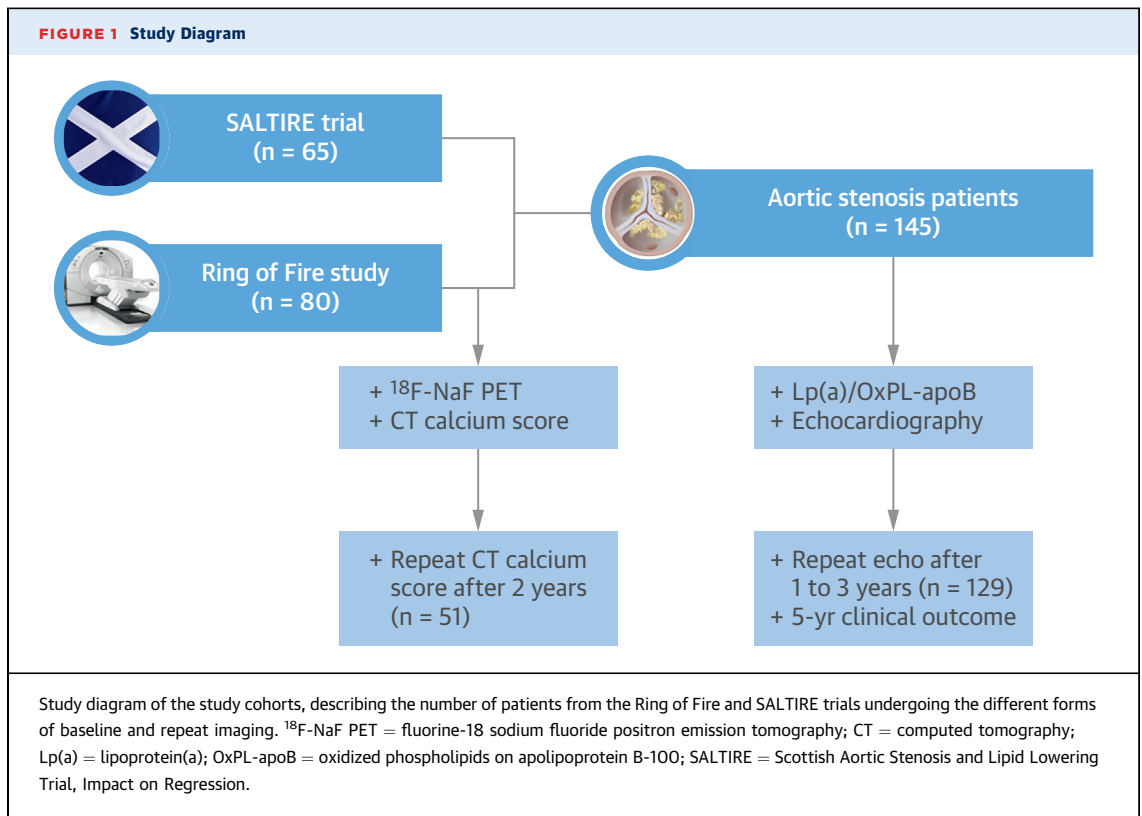 FIGURE 1 Study Diagram
SALTIRE trial
(n = 65)
Ring of Fire study
(n = 80)
Aortic stenosis patients
(n = 145)
+ ¹⁸F-NaF PET
+ CT calcium score
+ Lp(a)/OxPL-apoB
+ Echocardiography
+ Repeat CT calcium
score after 2 years
(n = 51)
+ Repeat echo after
1 to 3 years (n = 129)
+ 5-yr clinical outcome
Study diagram of the study cohorts, describing the number of patients from the Ring of Fire and SALTIRE trials undergoing the different forms
of baseline and repeat imaging. ¹⁸F-NaF PET = fluorine-18 sodium fluoride positron emission tomography; CT = computed tomography;
Lp(a) = lipoprotein(a); OxPL-apoB = oxidized phospholipids on apolipoprotein B-100; SALTIRE = Scottish Aortic Stenosis and Lipid Lowering
Trial, Impact on Regression.